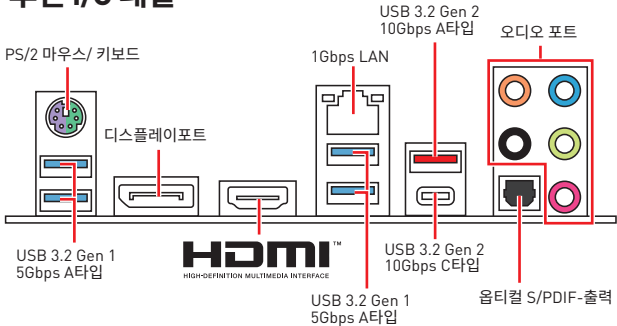 후면 I/O 패널
USB 3.2 Gen 2
10Gbps A타입
오디오 포트
PS/2 마우스/ 키보드
1Gbps LAN
디스플레이포트
USB 3.2 Gen 1
5Gbps A타입
HDMI™
HIGH-DEFINITION MULTIMEDIA INTERFACE
USB 3.2 Gen 2
10Gbps C타입
USB 3.2 Gen 1
5Gbps A타입
옵티컬 S/PDIF-출력